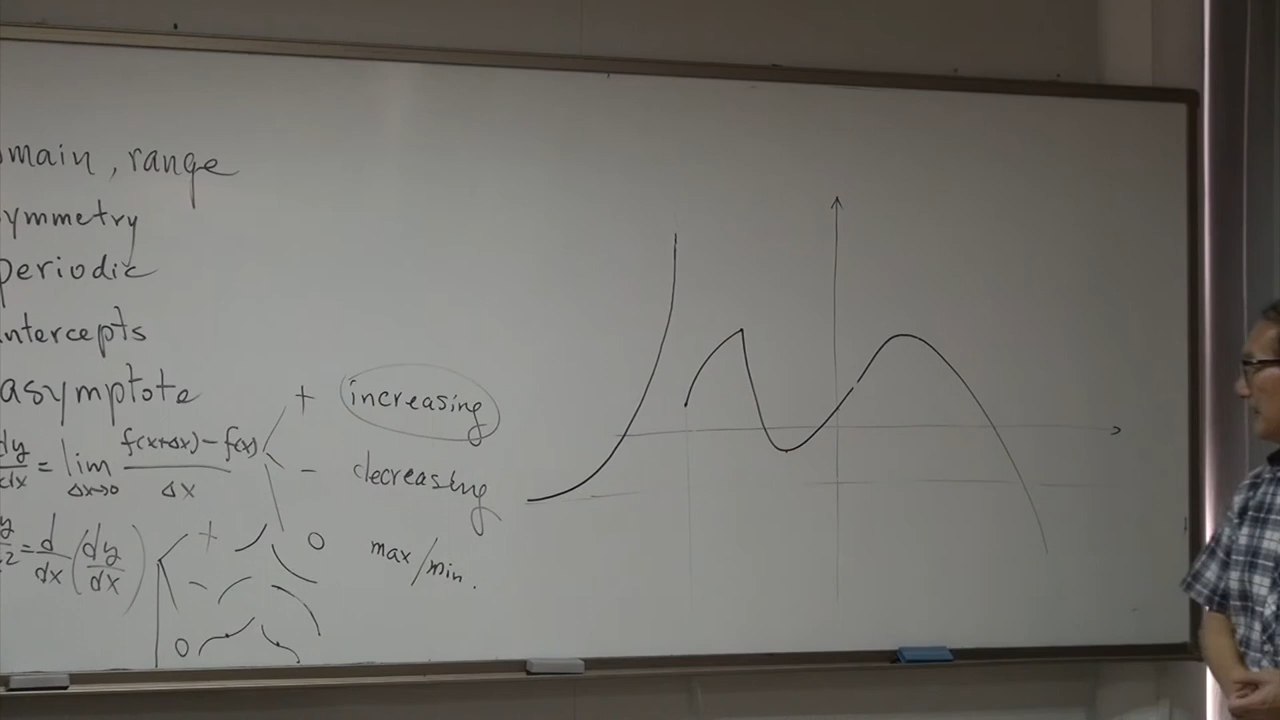 main, range
ymmetry
periodic
ntercepts
asymptote
dy/dx = lim Δx→0 f(x+Δx)-f(x) / Δx
+ increasing
- decreasing
0 max/min.
= d/dx (dy/dx)
+
-
0